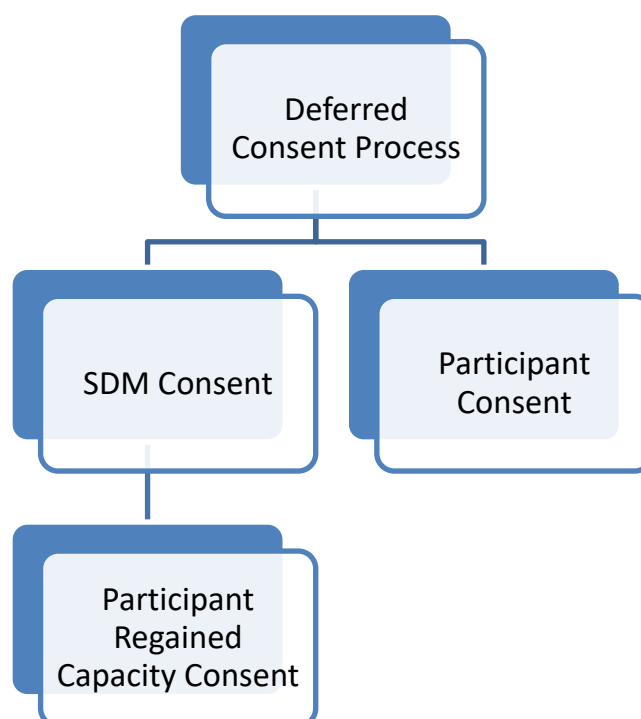 Deferred
Consent Process
SDM Consent
Participant
Consent
Participant
Regained
Capacity Consent